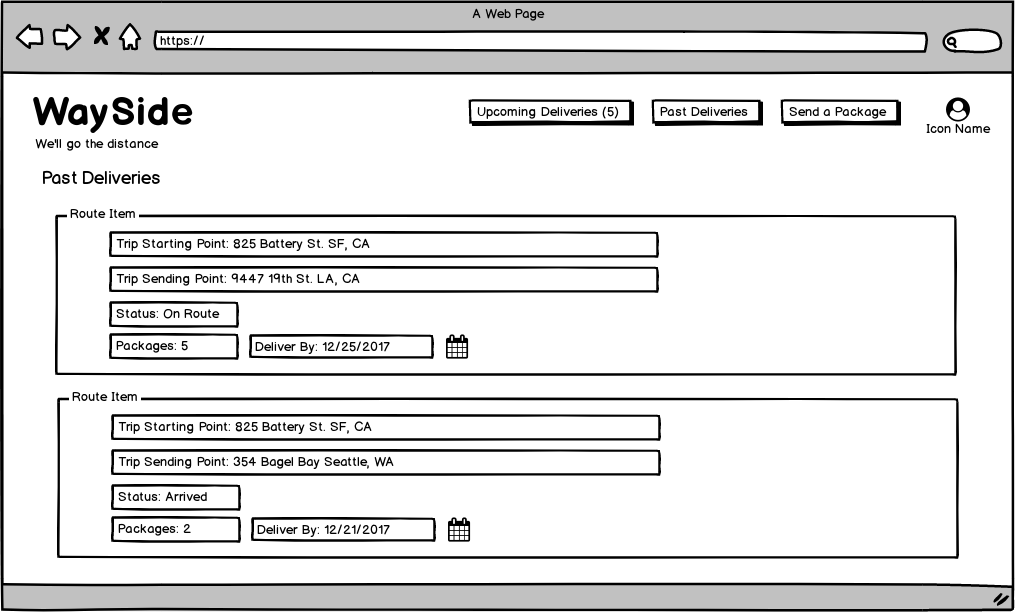 A Web Page
https://
WaySide
Upcoming Deliveries (5)
Past Deliveries
Send a Package
Icon Name
We'll go the distance
Past Deliveries
Route Item
Trip Starting Point: 825 Battery St. SF, CA
Trip Sending Point: 9447 19th St. LA, CA
Status: On Route
Packages: 5
Deliver By: 12/25/2017
Route Item
Trip Starting Point: 825 Battery St. SF, CA
Trip Sending Point: 354 Bagel Bay Seattle, WA
Status: Arrived
Packages: 2
Deliver By: 12/21/2017